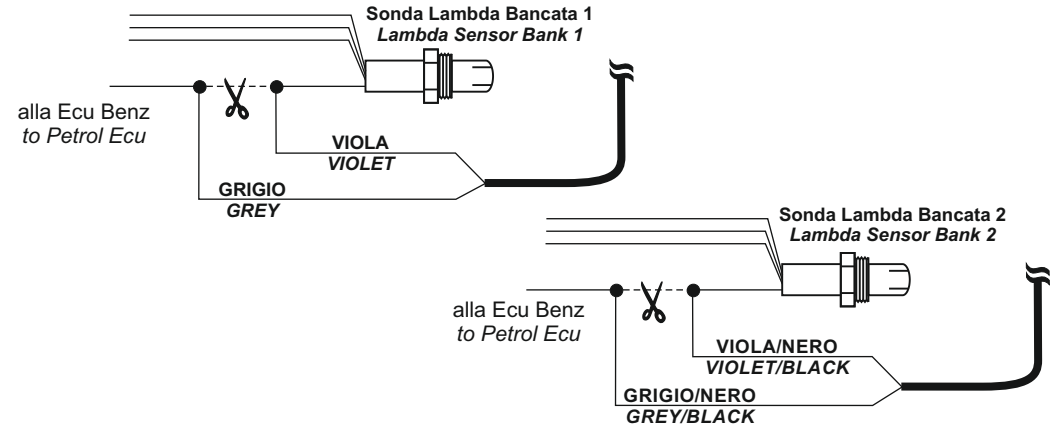 Sonda Lambda Bancata 1
Lambda Sensor Bank 1
alla Ecu Benz
to Petrol Ecu
VIOLA
VIOLET
GRIGIO
GREY
Sonda Lambda Bancata 2
Lambda Sensor Bank 2
alla Ecu Benz
to Petrol Ecu
VIOLA/NERO
VIOLET/BLACK
GRIGIO/NERO
GREY/BLACK